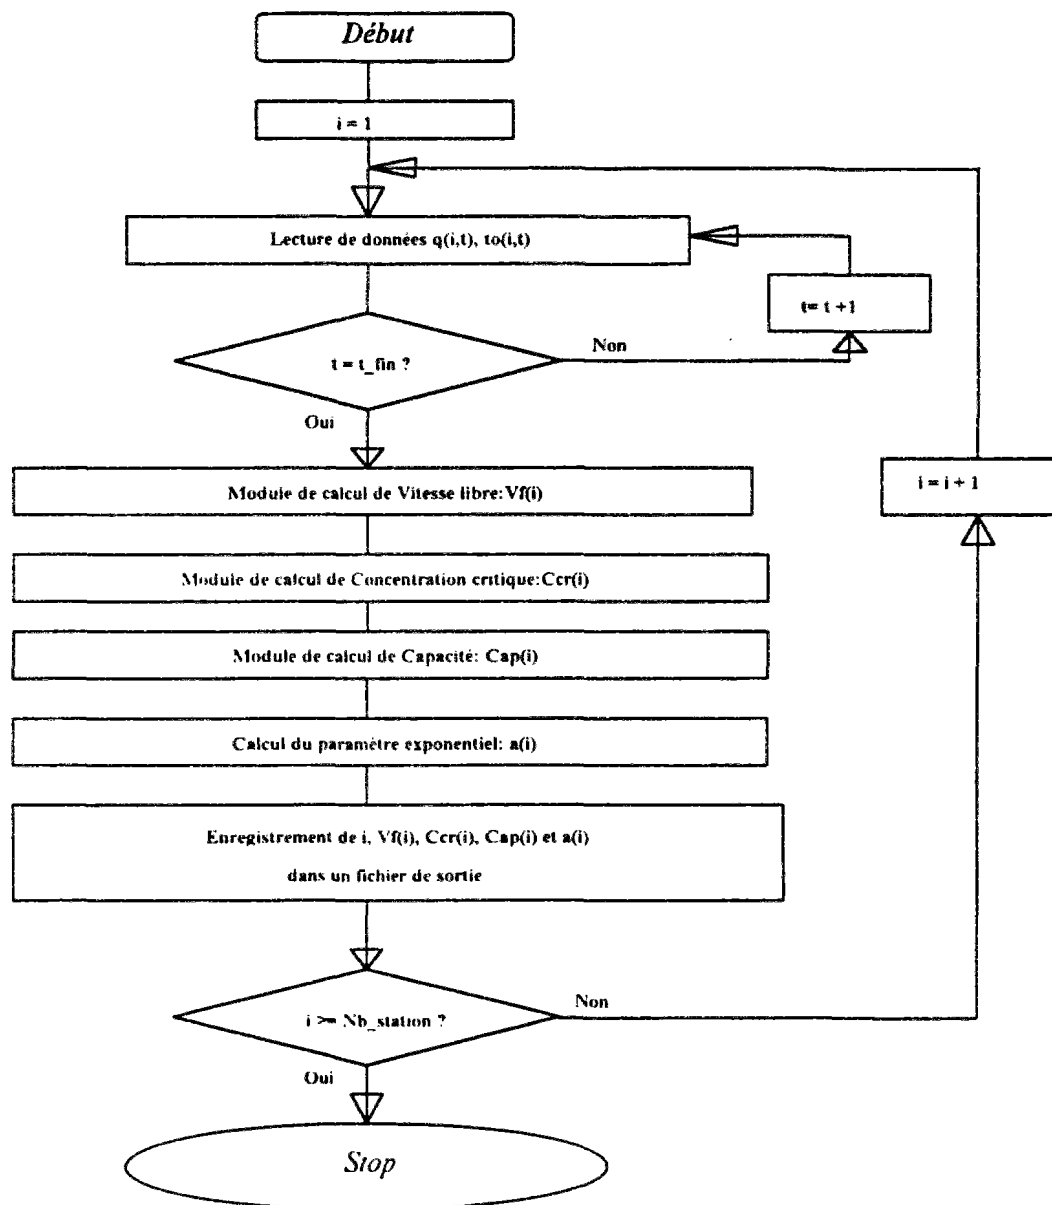 Début
i = 1
Lecture de données q(i,t), to(i,t)
t= t +1
Non
t = t_fin ?
Oui
Module de calcul de Vitesse libre:Vf(i)
i = i + 1
Module de calcul de Concentration critique:Ccr(i)
Module de calcul de Capacité: Cap(i)
Calcul du paramètre exponentiel: a(i)
Enregistrement de i, Vf(i), Ccr(i), Cap(i) et a(i)
dans un fichier de sortie
Non
i >= Nb_station ?
Oui
Stop